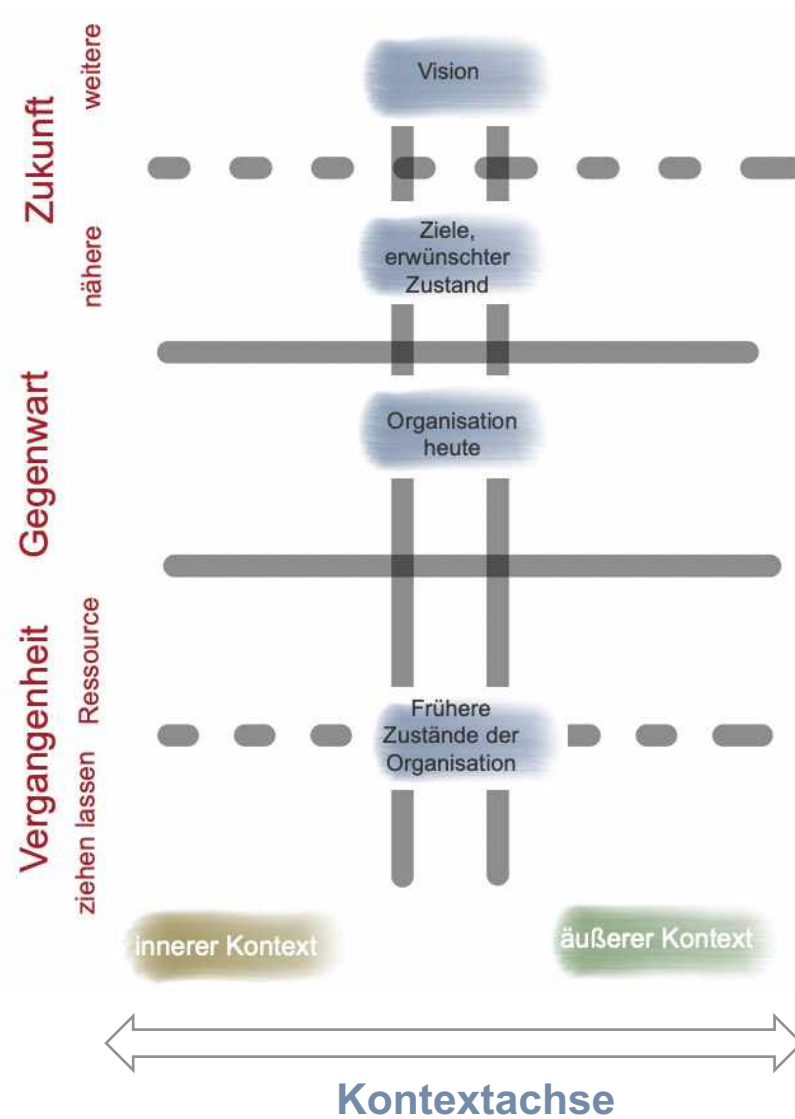 weitere
Zukunft
Vision
nähere
Ziele,
erwünschter
Zustand
Gegenwart
Organisation
heute
Vergangenheit
Ressource
ziehen lassen
Frühere
Zustände der
Organisation
innerer Kontext
äußerer Kontext
Kontextachse